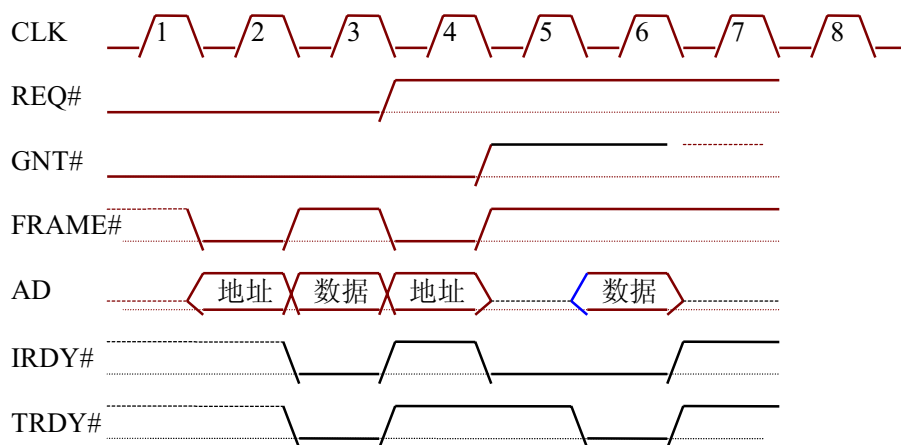 CLK 1 2 3 4 5 6 7 8
REQ#
GNT#
FRAME#
AD 地址 数据 地址 数据
IRDY#
TRDY#